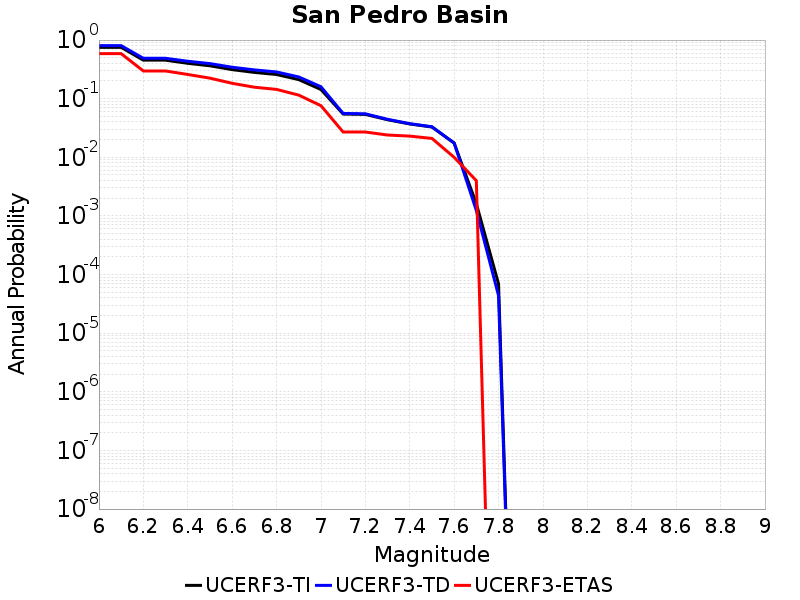 San Pedro Basin
Annual Probability
10^0
10^-1
10^-2
10^-3
10^-4
10^-5
10^-6
10^-7
10^-8
6 6.2 6.4 6.6 6.8 7 7.2 7.4 7.6 7.8 8 8.2 8.4 8.6 8.8 9
Magnitude
UCERF3-TI UCERF3-TD UCERF3-ETAS